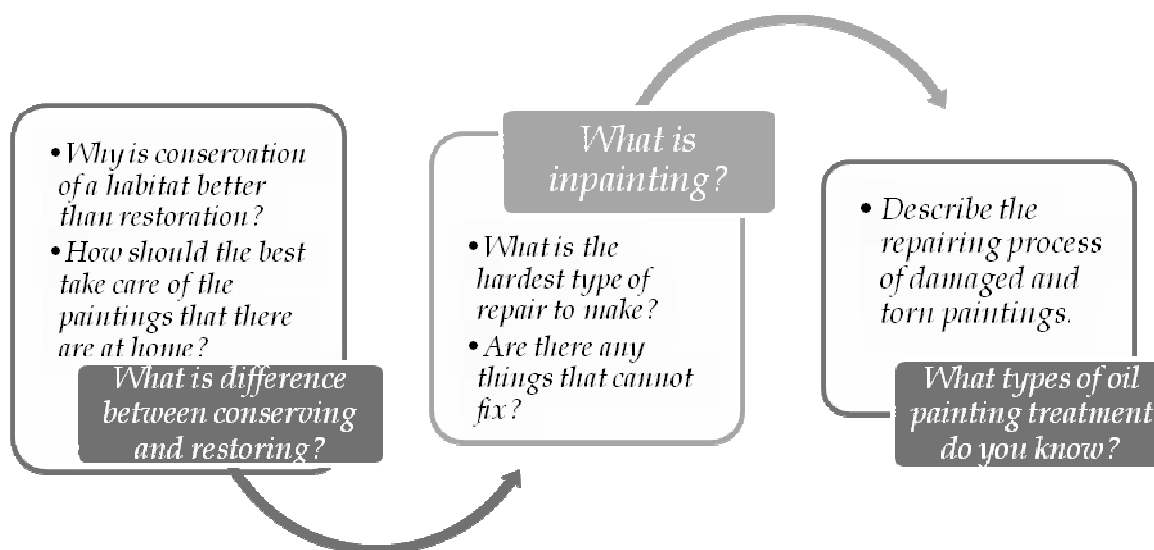 •Why is conservation
of a habitat better
than restoration?
•How should the best
take care of the
paintings that there
are at home?
What is difference
between conserving
and restoring?
What is
inpainting?
•What is the
hardest type of
repair to make?
• Are there any
things that cannot
fix?
• Describe the
repairing process
of damaged and
torn paintings.
What types of oil
painting treatment
do you know?